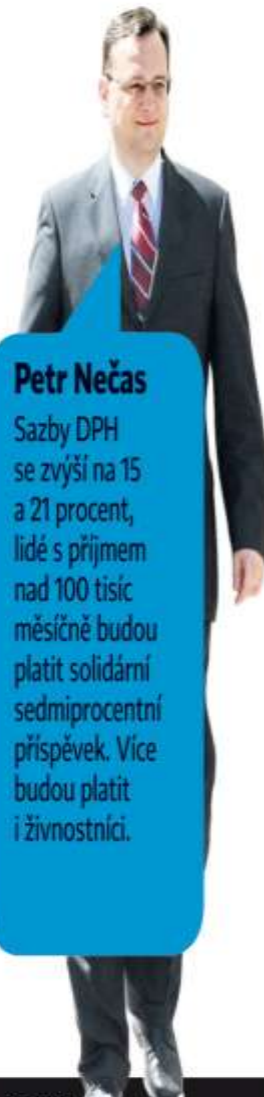 Petr Nečas
Sazby DPH
se zvýší na 15
a 21 procent,
lidé s příjmem
nad 100 tisíc
měsíčně budou
platit solidární
sedmiprocentní
příspěvek. Více
budou platit
i živnostníci.